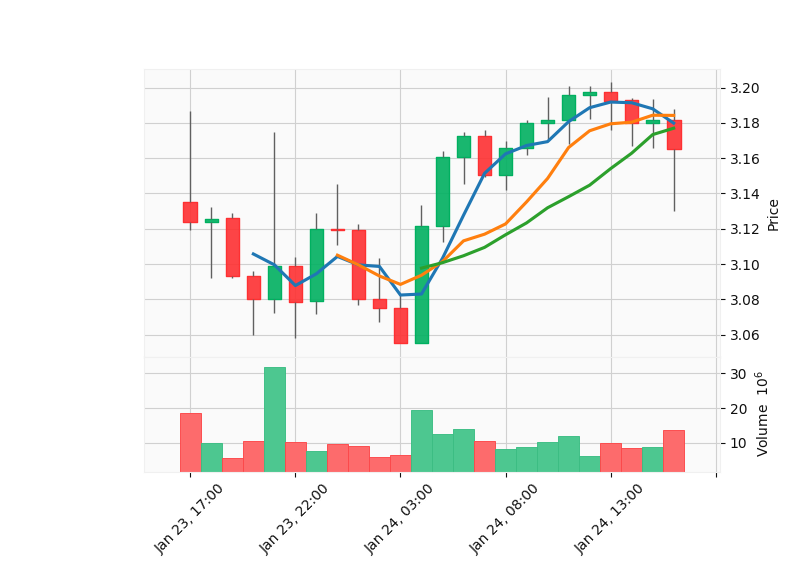 3.20
3.18
3.16
3.14
3.12
3.10
3.08
3.06
Price
30
20
10
Volume 10^6
Jan 23, 17:00
Jan 23, 22:00
Jan 24, 03:00
Jan 24, 08:00
Jan 24, 13:00